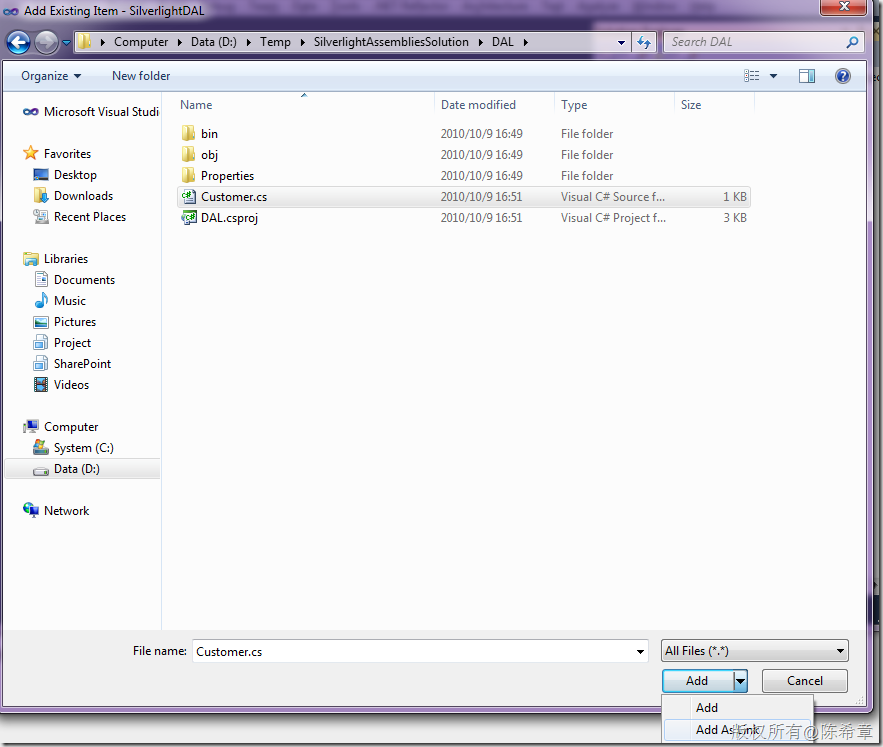 Add Existing Item - SilverlightDAL
Computer Data (D:) Temp SilverlightAssembliesSolution DAL
Search DAL
Organize New folder
Name Date modified Type Size
Microsoft Visual Studi
Favorites
Desktop
Downloads
Recent Places
Libraries
Documents
Music
Pictures
Project
SharePoint
Videos
Computer
System (C:)
Data (D:)
Network
bin 2010/10/9 16:49 File folder
obj 2010/10/9 16:49 File folder
Properties 2010/10/9 16:49 File folder
Customer.cs 2010/10/9 16:51 Visual C# Source f... 1 KB
DAL.csproj 2010/10/9 16:51 Visual C# Project f... 3 KB
File name: Customer.cs All Files (*.*)
Add Cancel
Add
Add As Link
版权所有@陈希章